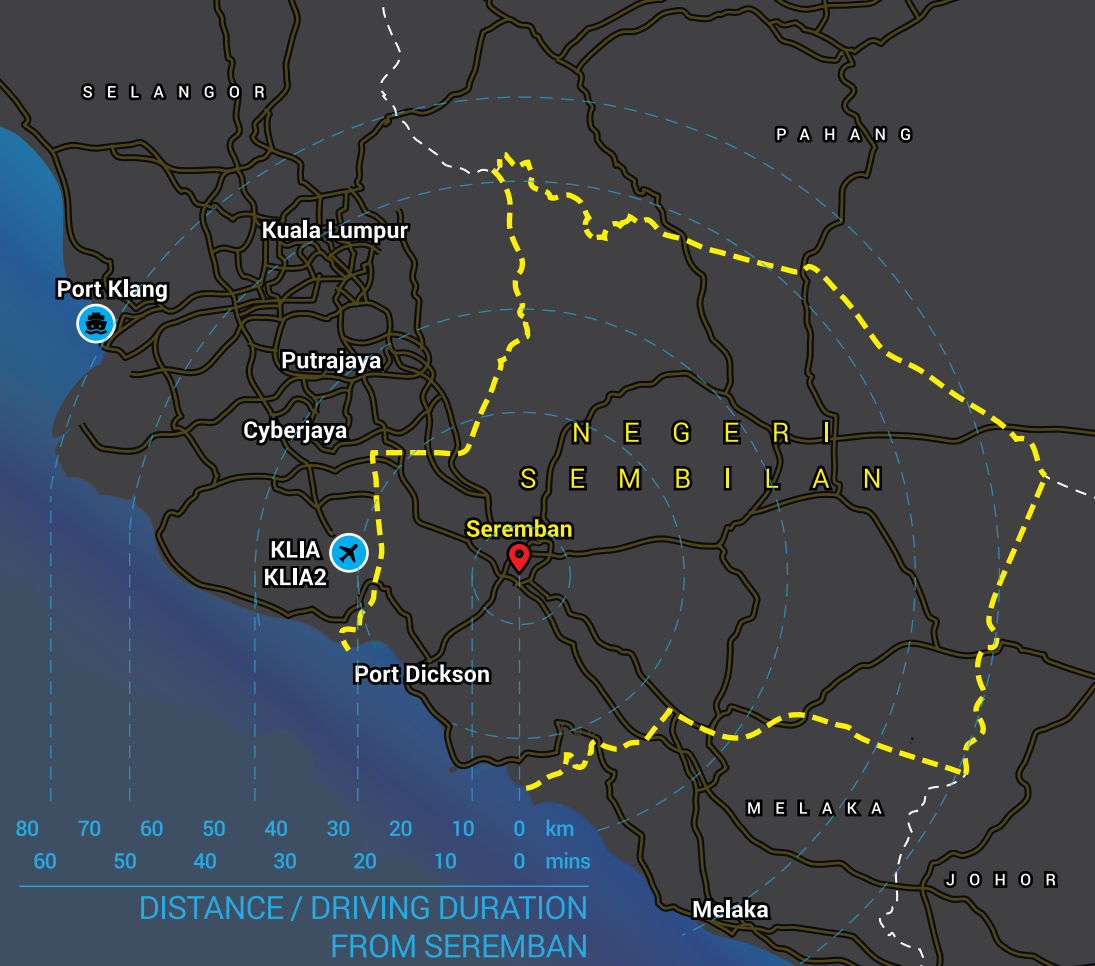 SELANGOR
PAHANG
Kuala Lumpur
Port Klang
Putrajaya
Cyberjaya
NEGERI
SEMBILAN
Seremban
KLIA
KLIA2
Port Dickson
MELAKA
JOHOR
Melaka
80 70 60 50 40 30 20 10 0 km
60 50 40 30 20 10 0 mins
DISTANCE / DRIVING DURATION
FROM SEREMBAN